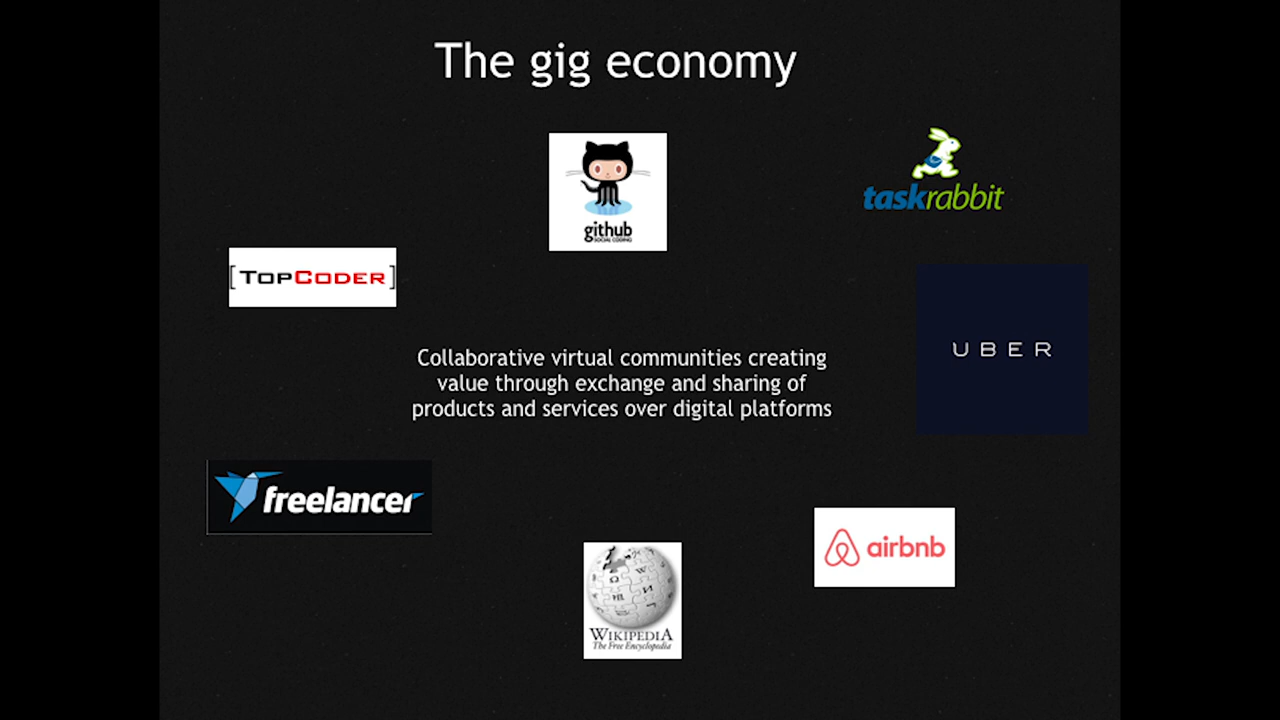 The gig economy
github
SOCIAL CODING
taskrabbit
[TOPCODER]
UBER
Collaborative virtual communities creating
value through exchange and sharing of
products and services over digital platforms
freelancer
airbnb
WIKIPEDIA
The Free Encyclopedia